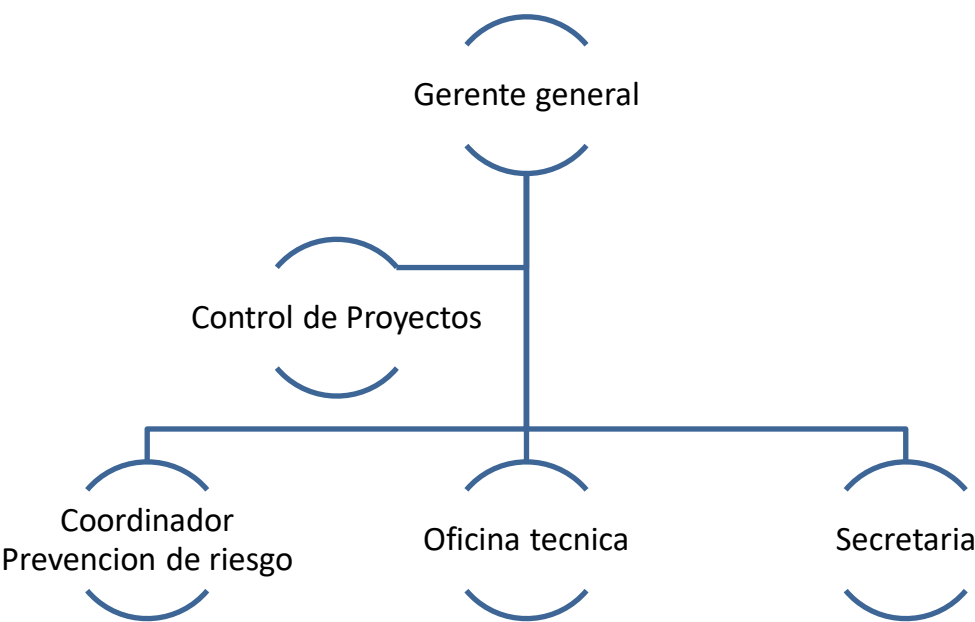 Gerente general
Control de Proyectos
Coordinador
Prevencion de riesgo
Oficina tecnica
Secretaria